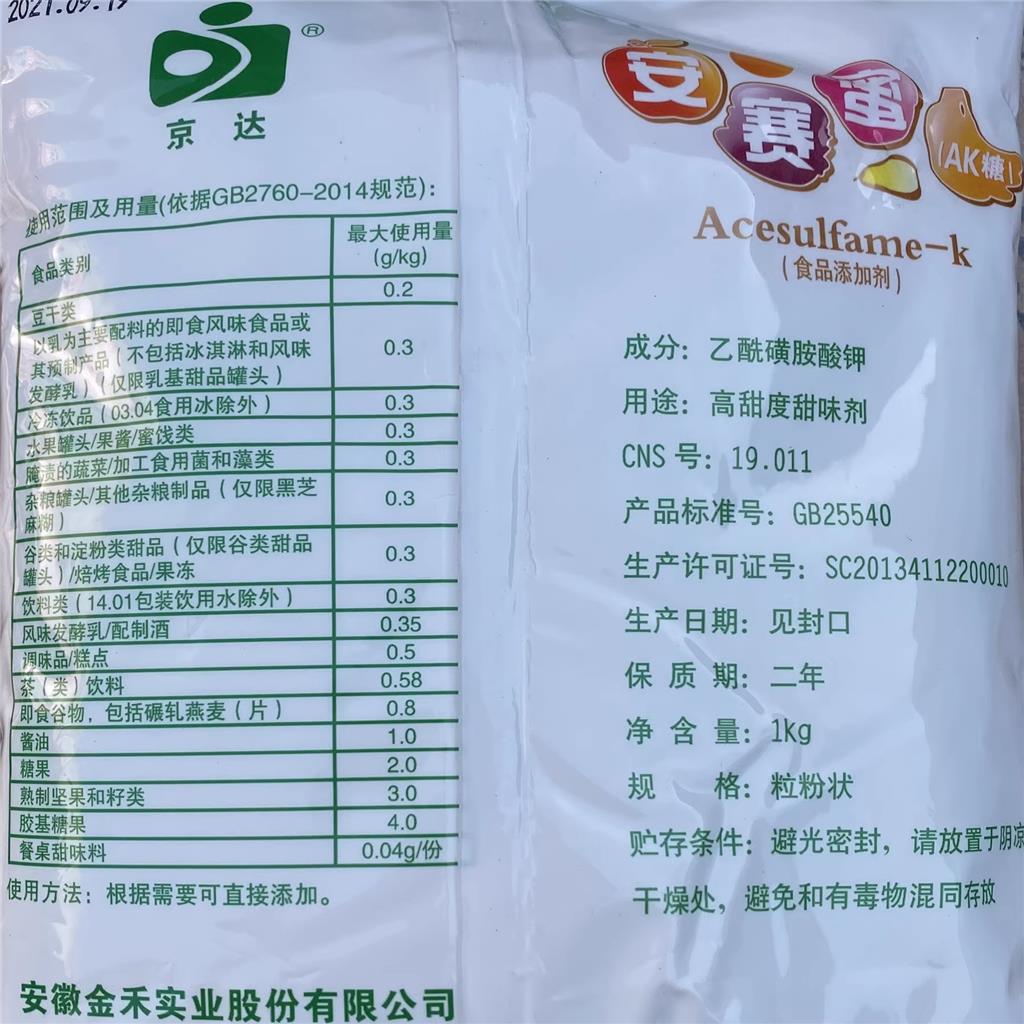 2021.09.19
京达
®
使用范围及用量(依据GB2760-2014规范):
食品类别 最大使用量
(g/kg)
豆干类 0.2
以乳为主要配料的即食风味食品或
其预制产品(不包括冰淇淋和风味
发酵乳)(仅限乳基甜品罐头) 0.3
冷冻饮品(03.04食用冰除外) 0.3
水果罐头/果酱/蜜饯类 0.3
腌渍的蔬菜/加工食用菌和藻类 0.3
杂粮罐头/其他杂粮制品(仅限黑芝
麻糊) 0.3
谷类和淀粉类甜品(仅限谷类甜品
罐头)/焙烤食品/果冻 0.3
饮料类(14.01包装饮用水除外) 0.3
风味发酵乳/配制酒 0.35
调味品/糕点 0.5
茶(类)饮料 0.58
即食谷物,包括碾轧燕麦(片) 0.8
酱油 1.0
糖果 2.0
熟制坚果和籽类 3.0
胶基糖果 4.0
餐桌甜味料 0.04g/份
使用方法:根据需要可直接添加。
安徽金禾实业股份有限公司
安赛蜜
(AK糖)
Acesulfame-k
(食品添加剂)
成分:乙酰磺胺酸钾
用途:高甜度甜味剂
CNS号:19.011
产品标准号:GB25540
生产许可证号:SC20134112200010
生产日期:见封口
保质期:二年
净含量:1kg
规格:粒粉状
贮存条件:避光密封,请放置于阴凉
干燥处,避免和有毒物混同存放